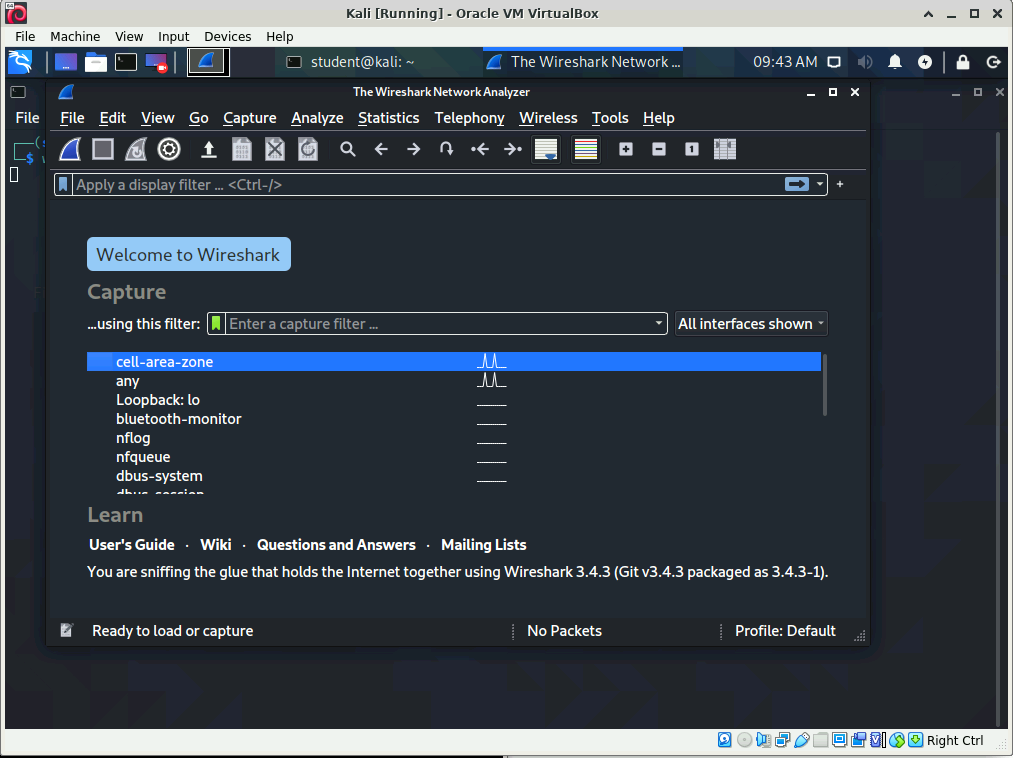 Kali [Running] - Oracle VM VirtualBox
File Machine View Input Devices Help
student@kali: ~ The Wireshark Network ... 09:43 AM
The Wireshark Network Analyzer
File
File Edit View Go Capture Analyze Statistics Telephony Wireless Tools Help
Apply a display filter ... <Ctrl-/> +
Welcome to Wireshark
Capture
...using this filter: Enter a capture filter ... All interfaces shown
cell-area-zone
any
Loopback: lo
bluetooth-monitor
nflog
nfqueue
dbus-system
dbus-session
Learn
User's Guide · Wiki · Questions and Answers · Mailing Lists
You are sniffing the glue that holds the Internet together using Wireshark 3.4.3 (Git v3.4.3 packaged as 3.4.3-1).
Ready to load or capture No Packets Profile: Default
Right Ctrl